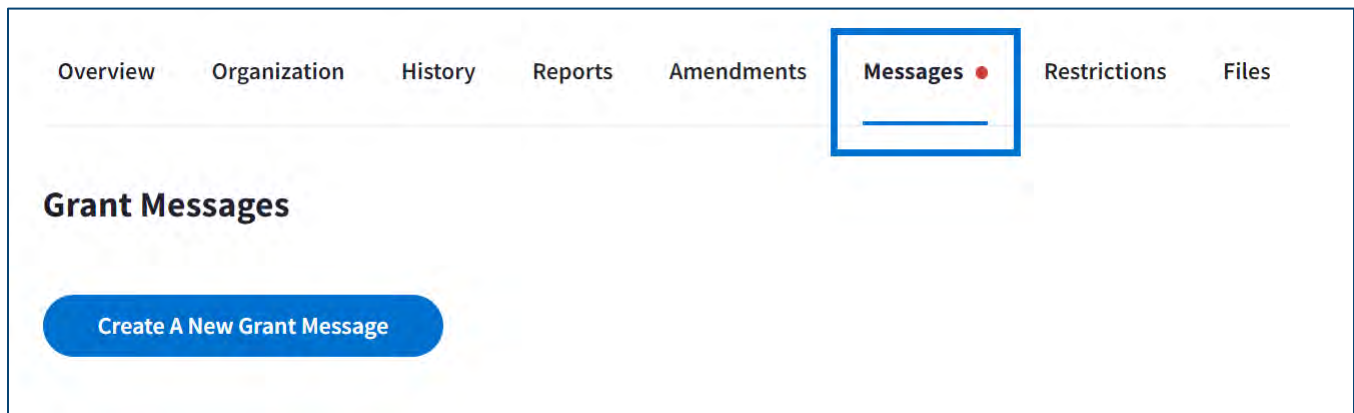 Overview Organization History Reports Amendments Messages Restrictions Files
Grant Messages
Create A New Grant Message